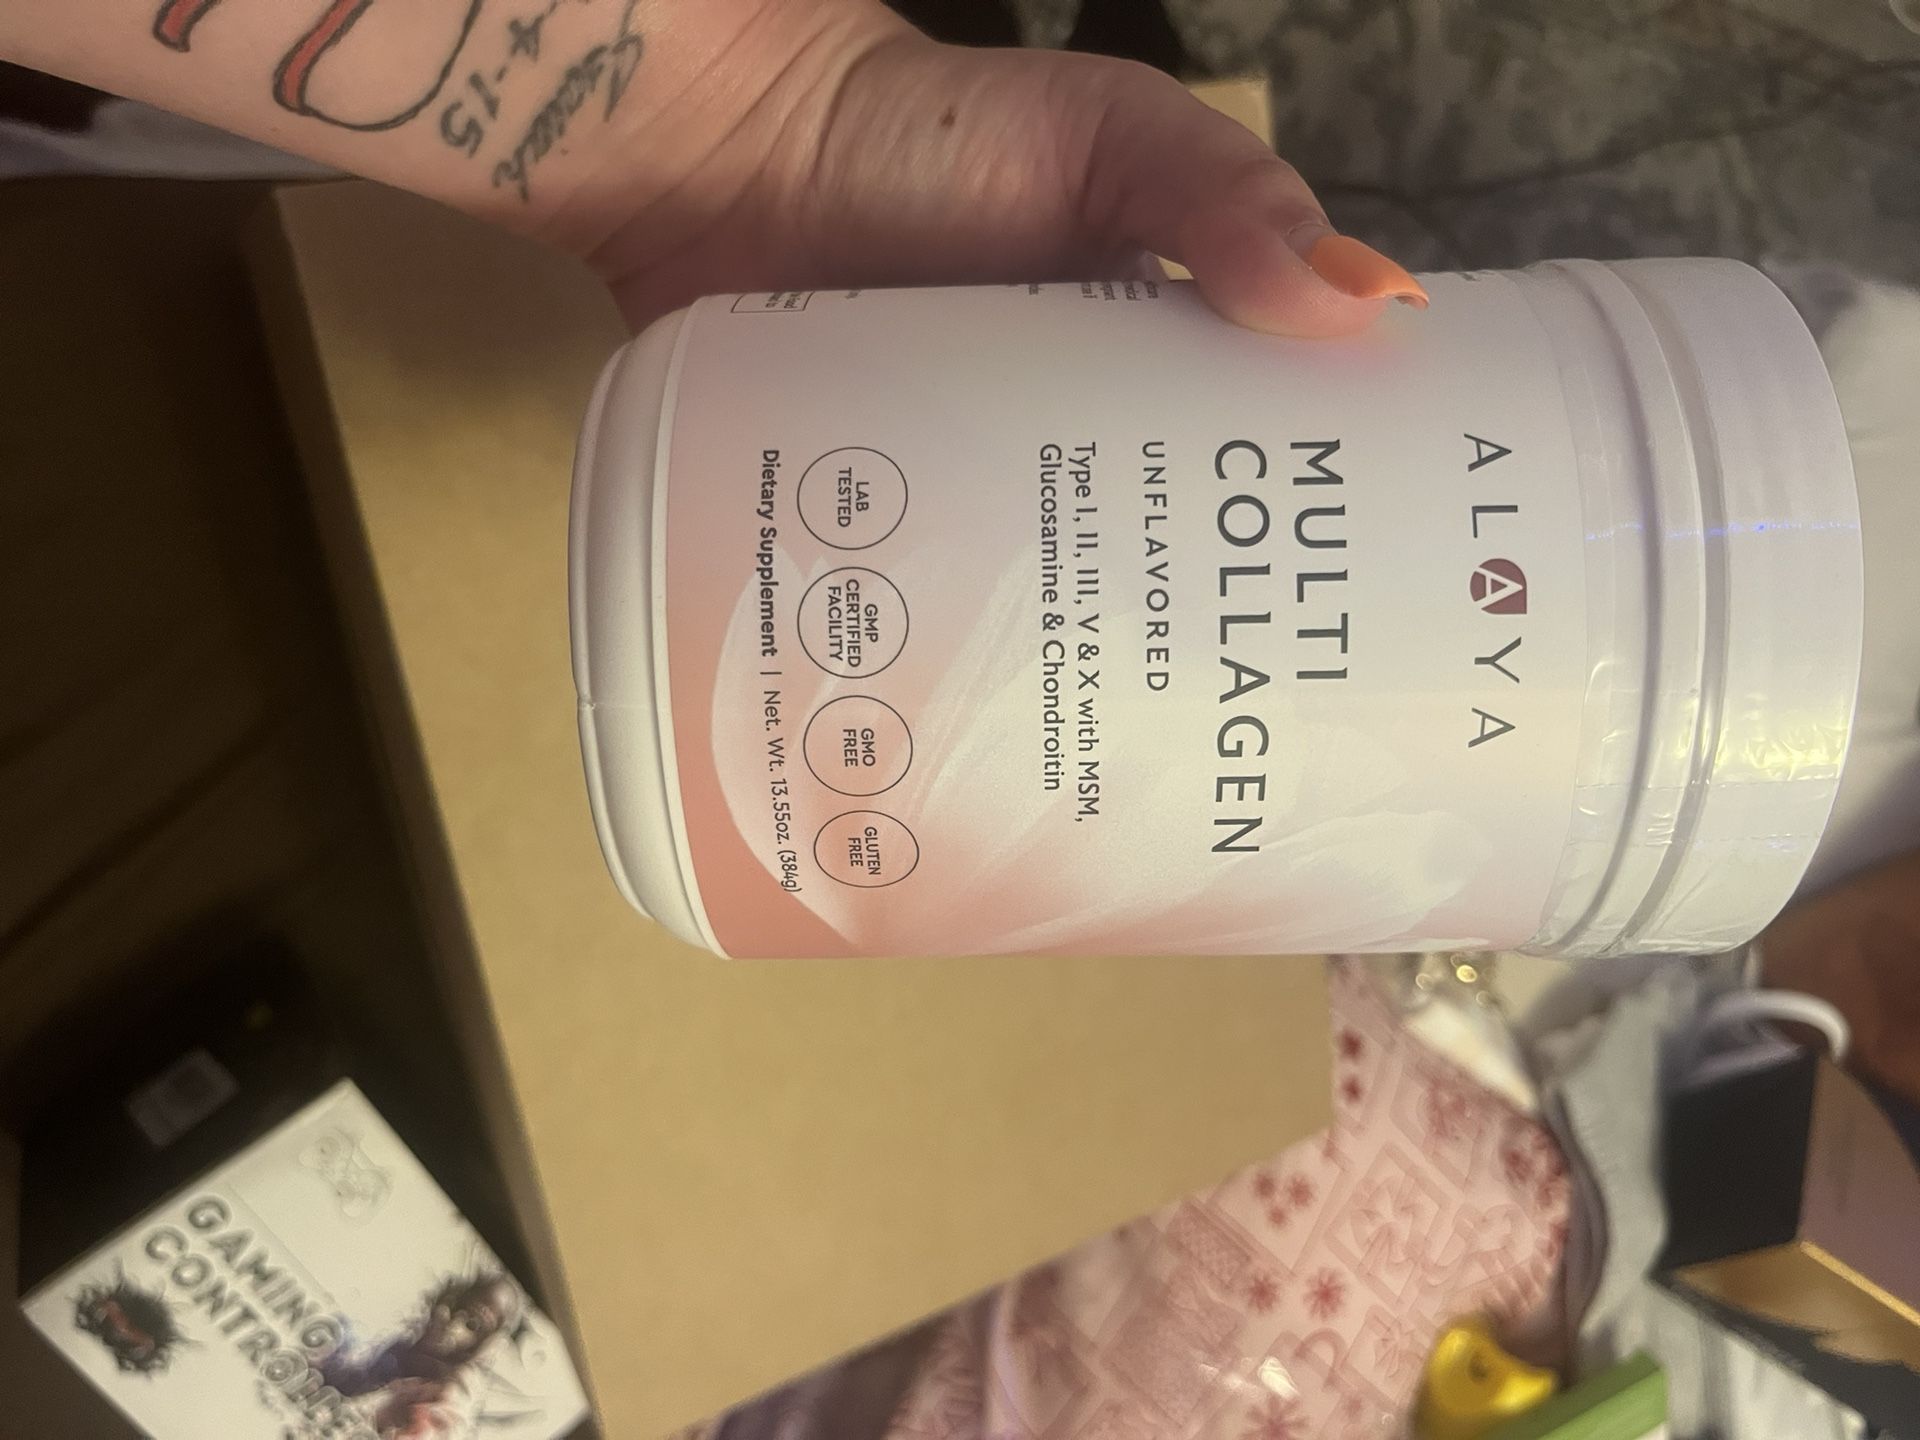 ALAYA
MULTI
COLLAGEN
UNFLAVORED
Type I, II, III, V & X with MSM,
Glucosamine & Chondroitin
LAB
TESTED
GMP
CERTIFIED
FACILITY
GMO
FREE
GLUTEN
FREE
Dietary Supplement | Net. Wt. 13.55oz. (384g)
GAMING